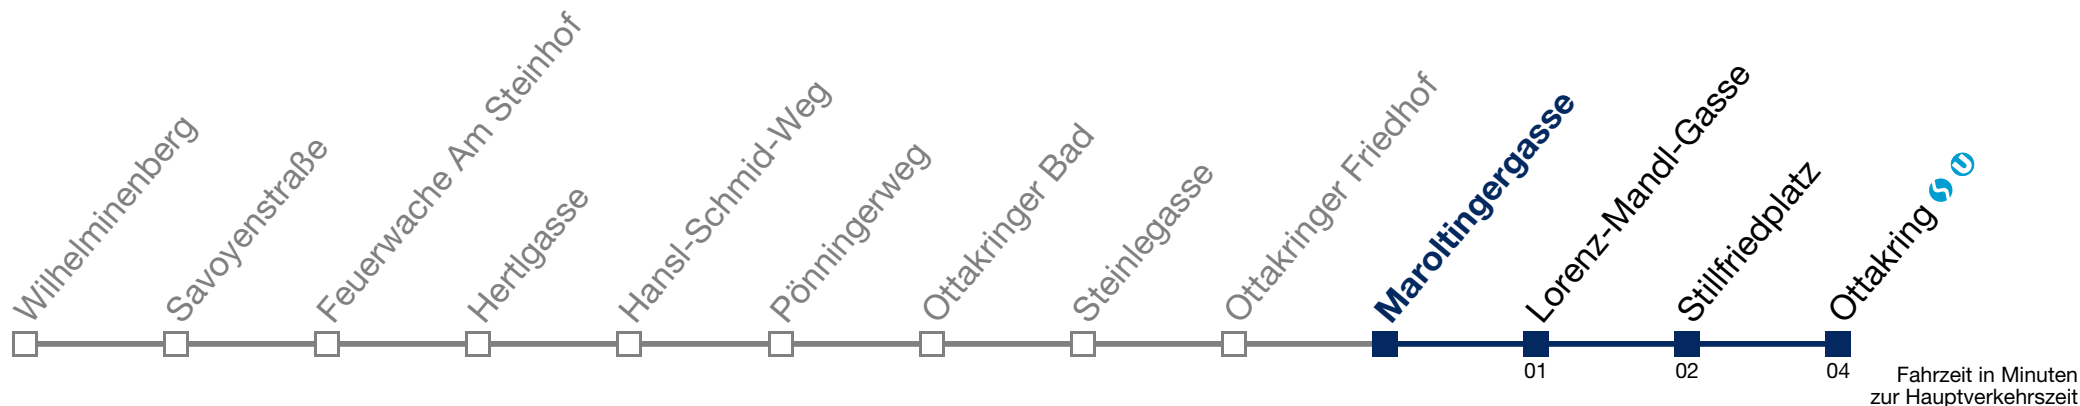 Wilhelminenberg
Savoyenstraße
Feuerwache Am Steinhof
Hertlgasse
Hansl-Schmid-Weg
Pönningerweg
Ottakringer Bad
Steinlegasse
Ottakringer Friedhof
Maroltingergasse
Lorenz-Mandl-Gasse
Stillfriedplatz
Ottakring S U
01
02
04
Fahrzeit in Minuten
zur Hauptverkehrszeit